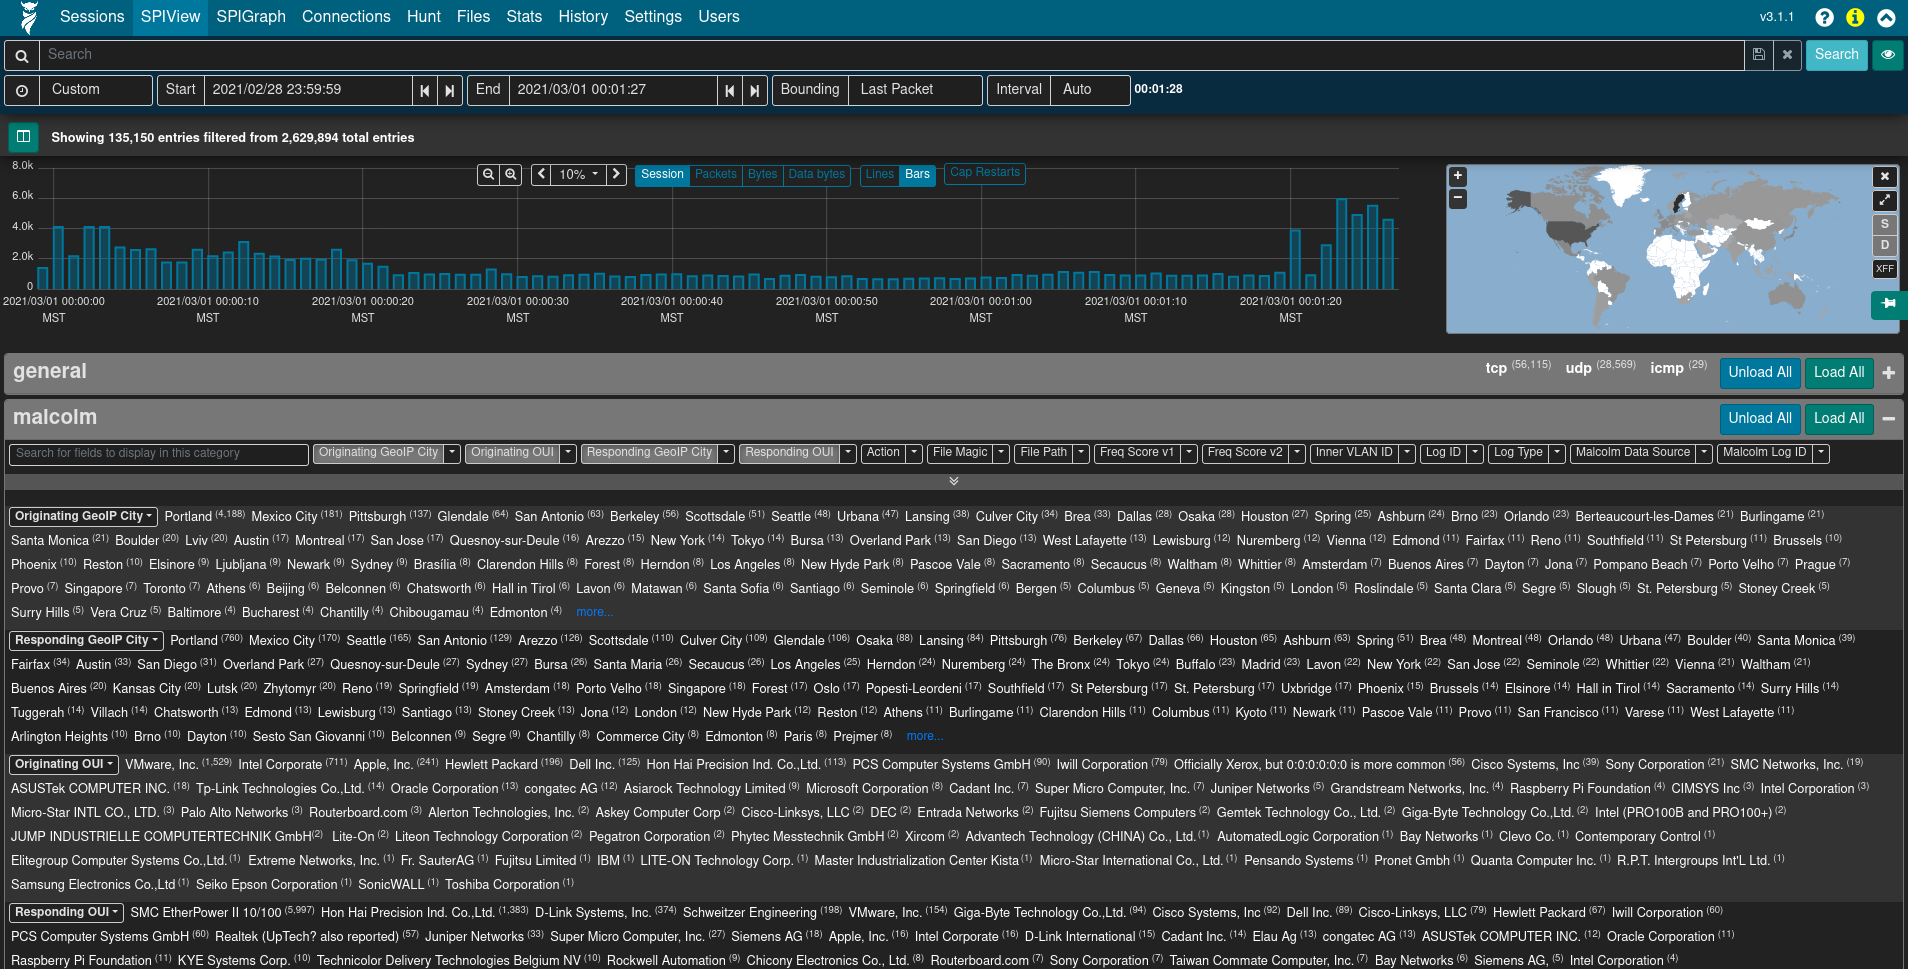 Sessions SPIView SPIGraph Connections Hunt Files Stats History Settings Users v3.1.1
Search Search
Custom Start 2021/02/28 23:59:59 End 2021/03/01 00:01:27 Bounding Last Packet Interval Auto 00:01:28
Showing 135,150 entries filtered from 2,629,894 total entries
8.0k
6.0k
4.0k
2.0k
0
10% Session Packets Bytes Data bytes Lines Bars Cap Restarts
2021/03/01 00:00:00 2021/03/01 00:00:10 2021/03/01 00:00:20 2021/03/01 00:00:30 2021/03/01 00:00:40 2021/03/01 00:00:50 2021/03/01 00:01:00 2021/03/01 00:01:10 2021/03/01 00:01:20
MST MST MST MST MST MST MST MST MST
+
−
S
D
XFF
general tcp (56,115) udp (28,569) icmp (29) Unload All Load All
malcolm Unload All Load All
Search for fields to display in this category Originating GeoIP City Originating OUI Responding GeoIP City Responding OUI Action File Magic File Path Freq Score v1 Freq Score v2 Inner VLAN ID Log ID Log Type Malcolm Data Source Malcolm Log ID
Originating GeoIP City Portland (4,188) Mexico City (181) Pittsburgh (137) Glendale (64) San Antonio (63) Berkeley (56) Scottsdale (51) Seattle (48) Urbana (47) Lansing (38) Culver City (34) Brea (33) Dallas (28) Osaka (28) Houston (27) Spring (25) Ashburn (24) Brno (23) Orlando (23) Berteaucourt-les-Dames (21) Burlingame (21)
Santa Monica (21) Boulder (20) Lviv (20) Austin (17) Montreal (17) San Jose (17) Quesnoy-sur-Deule (16) Arezzo (15) New York (14) Tokyo (14) Bursa (13) Overland Park (13) San Diego (13) West Lafayette (13) Lewisburg (12) Nuremberg (12) Vienna (12) Edmond (11) Fairfax (11) Reno (11) Southfield (11) St Petersburg (11) Brussels (10)
Phoenix (10) Reston (10) Elsinore (9) Ljubljana (9) Newark (9) Sydney (9) Brasília (8) Clarendon Hills (8) Forest (8) Herndon (8) Los Angeles (8) New Hyde Park (8) Pascoe Vale (8) Sacramento (8) Secaucus (8) Waltham (8) Whittier (8) Amsterdam (7) Buenos Aires (7) Dayton (7) Jona (7) Pompano Beach (7) Porto Velho (7) Prague (7)
Provo (7) Singapore (7) Toronto (7) Athens (6) Beijing (6) Belconnen (6) Chatsworth (6) Hall in Tirol (6) Lavon (6) Matawan (6) Santa Sofia (6) Santiago (6) Seminole (6) Springfield (6) Bergen (5) Columbus (5) Geneva (5) Kingston (5) London (5) Roslindale (5) Santa Clara (5) Segre (5) Slough (5) St. Petersburg (5) Stoney Creek (5)
Surry Hills (5) Vera Cruz (5) Baltimore (4) Bucharest (4) Chantilly (4) Chibougamau (4) Edmonton (4) more...
Responding GeoIP City Portland (760) Mexico City (170) Seattle (165) San Antonio (129) Arezzo (126) Scottsdale (110) Culver City (109) Glendale (106) Osaka (88) Lansing (84) Pittsburgh (76) Berkeley (67) Dallas (66) Houston (65) Ashburn (63) Spring (51) Brea (48) Montreal (48) Orlando (48) Urbana (47) Boulder (40) Santa Monica (39)
Fairfax (34) Austin (33) San Diego (31) Overland Park (27) Quesnoy-sur-Deule (27) Sydney (27) Bursa (26) Santa Maria (26) Secaucus (26) Los Angeles (25) Herndon (24) Nuremberg (24) The Bronx (24) Tokyo (24) Buffalo (23) Madrid (23) Lavon (22) New York (22) San Jose (22) Seminole (22) Whittier (22) Vienna (21) Waltham (21)
Buenos Aires (20) Kansas City (20) Lutsk (20) Zhytomyr (20) Reno (19) Springfield (19) Amsterdam (18) Porto Velho (18) Singapore (18) Forest (17) Oslo (17) Popesti-Leordeni (17) Southfield (17) St Petersburg (17) St. Petersburg (17) Uxbridge (17) Phoenix (15) Brussels (14) Elsinore (14) Hall in Tirol (14) Sacramento (14) Surry Hills (14)
Tuggerah (14) Villach (14) Chatsworth (13) Edmond (13) Lewisburg (13) Santiago (13) Stoney Creek (13) Jona (12) London (12) New Hyde Park (12) Reston (12) Athens (11) Burlingame (11) Clarendon Hills (11) Columbus (11) Kyoto (11) Newark (11) Pascoe Vale (11) Provo (11) San Francisco (11) Varese (11) West Lafayette (11)
Arlington Heights (10) Brno (10) Dayton (10) Sesto San Giovanni (10) Belconnen (9) Segre (9) Chantilly (8) Commerce City (8) Edmonton (8) Paris (8) Prejmer (8) more...
Originating OUI VMware, Inc. (1,529) Intel Corporate (711) Apple, Inc. (241) Hewlett Packard (196) Dell Inc. (125) Hon Hai Precision Ind. Co.,Ltd. (113) PCS Computer Systems GmbH (90) Iwill Corporation (79) Officially Xerox, but 0:0:0:0:0:0 is more common (56) Cisco Systems, Inc (39) Sony Corporation (21) SMC Networks, Inc. (19)
ASUSTek COMPUTER INC. (18) Tp-Link Technologies Co.,Ltd. (14) Oracle Corporation (13) congatec AG (12) Asiarock Technology Limited (9) Microsoft Corporation (8) Cadant Inc. (7) Super Micro Computer, Inc. (7) Juniper Networks (5) Grandstream Networks, Inc. (4) Raspberry Pi Foundation (4) CIMSYS Inc (3) Intel Corporation (3)
Micro-Star INTL CO., LTD. (3) Palo Alto Networks (3) Routerboard.com (3) Alerton Technologies, Inc. (2) Askey Computer Corp (2) Cisco-Linksys, LLC (2) DEC (2) Entrada Networks (2) Fujitsu Siemens Computers (2) Gemtek Technology Co., Ltd. (2) Giga-Byte Technology Co.,Ltd. (2) Intel (PRO100B and PRO100+) (2)
JUMP INDUSTRIELLE COMPUTERTECHNIK GmbH (2) Lite-On (2) Liteon Technology Corporation (2) Pegatron Corporation (2) Phytec Messtechnik GmbH (2) Xircom (2) Advantech Technology (CHINA) Co., Ltd. (1) AutomatedLogic Corporation (1) Bay Networks (1) Clevo Co. (1) Contemporary Control (1)
Elitegroup Computer Systems Co.,Ltd. (1) Extreme Networks, Inc. (1) Fr. SauterAG (1) Fujitsu Limited (1) IBM (1) LITE-ON Technology Corp. (1) Master Industrialization Center Kista (1) Micro-Star International Co., Ltd. (1) Pensando Systems (1) Pronet Gmbh (1) Quanta Computer Inc. (1) R.P.T. Intergroups Int'L Ltd. (1)
Samsung Electronics Co.,Ltd (1) Seiko Epson Corporation (1) SonicWALL (1) Toshiba Corporation (1)
Responding OUI SMC EtherPower II 10/100 (5,997) Hon Hai Precision Ind. Co.,Ltd. (1,383) D-Link Systems, Inc. (374) Schweitzer Engineering (198) VMware, Inc. (154) Giga-Byte Technology Co.,Ltd. (94) Cisco Systems, Inc (92) Dell Inc. (89) Cisco-Linksys, LLC (79) Hewlett Packard (67) Iwill Corporation (60)
PCS Computer Systems GmbH (60) Realtek (UpTech? also reported) (57) Juniper Networks (33) Super Micro Computer, Inc. (27) Siemens AG (18) Apple, Inc. (16) Intel Corporate (16) D-Link International (15) Cadant Inc. (14) Elau Ag (13) congatec AG (13) ASUSTek COMPUTER INC. (12) Oracle Corporation (11)
Raspberry Pi Foundation (11) KYE Systems Corp. (10) Technicolor Delivery Technologies Belgium NV (10) Rockwell Automation (9) Chicony Electronics Co., Ltd. (8) Routerboard.com (7) Sony Corporation (7) Taiwan Commate Computer, Inc. (7) Bay Networks (6) Siemens AG, (5) Intel Corporation (4)